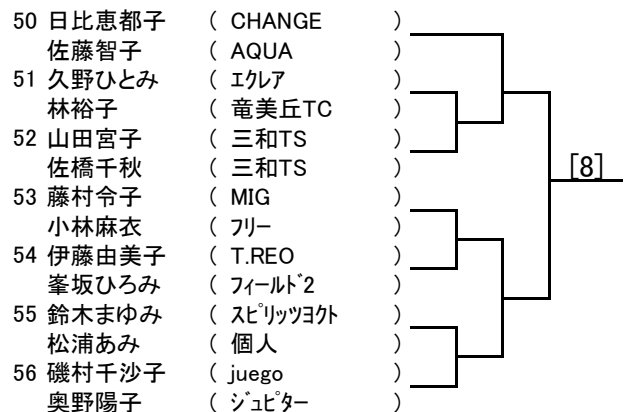 50 日比恵都子 ( CHANGE )
佐藤智子 ( AQUA )
51 久野ひとみ ( ｴｸﾚｱ )
林裕子 ( 竜美丘TC )
52 山田宮子 ( 三和TS )
佐橋千秋 ( 三和TS )
[8]
53 藤村令子 ( MIG )
小林麻衣 ( ﾌﾘｰ )
54 伊藤由美子 ( T.REO )
峯坂ひろみ ( ﾌｨｰﾙﾄﾞ2 )
55 鈴木まゆみ ( ｽﾋﾟﾘｯﾂﾖｸﾄ )
松浦あみ ( 個人 )
56 磯村千沙子 ( juego )
奥野陽子 ( ｼﾞｭﾋﾟﾀｰ )